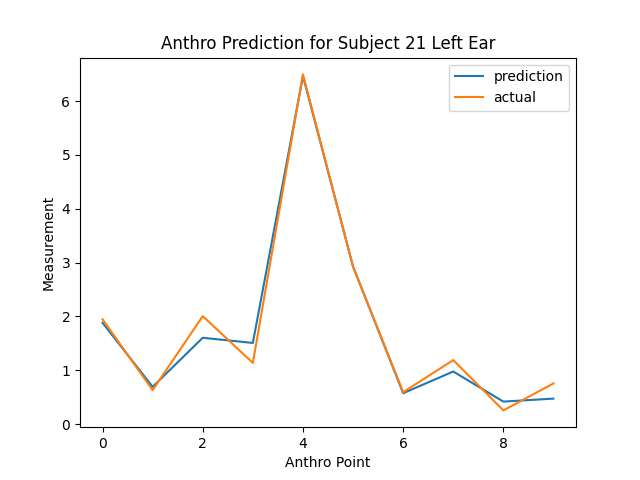 Anthro Prediction for Subject 21 Left Ear
prediction
actual
6
5
4
3
2
1
0
Measurement
0 2 4 6 8
Anthro Point